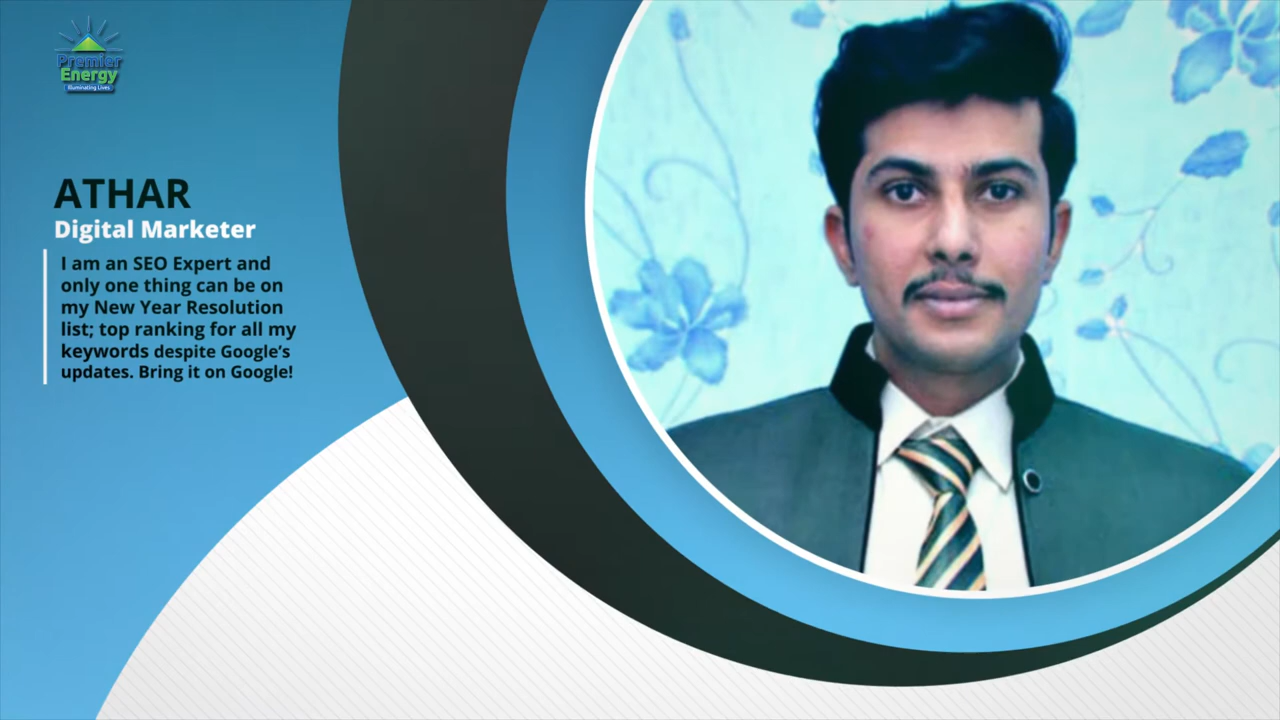 Premier
Energy
Illuminating Lives
ATHAR
Digital Marketer
I am an SEO Expert and
only one thing can be on
my New Year Resolution
list; top ranking for all my
keywords despite Google’s
updates. Bring it on Google!